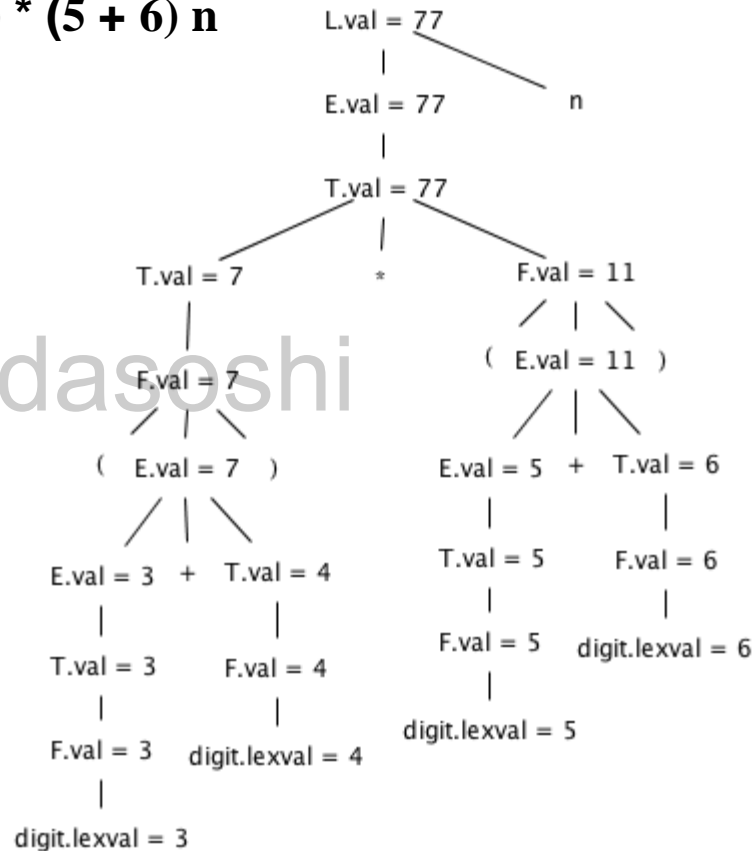 * (5 + 6) n
L.val = 77
E.val = 77 n
T.val = 77
T.val = 7 * F.val = 11
( E.val = 11 )
dasoshi
F.val = 7
( E.val = 7 ) E.val = 5 + T.val = 6
E.val = 3 + T.val = 4 T.val = 5 F.val = 6
F.val = 5 digit.lexval = 6
T.val = 3 F.val = 4
digit.lexval = 5
F.val = 3 digit.lexval = 4
digit.lexval = 3